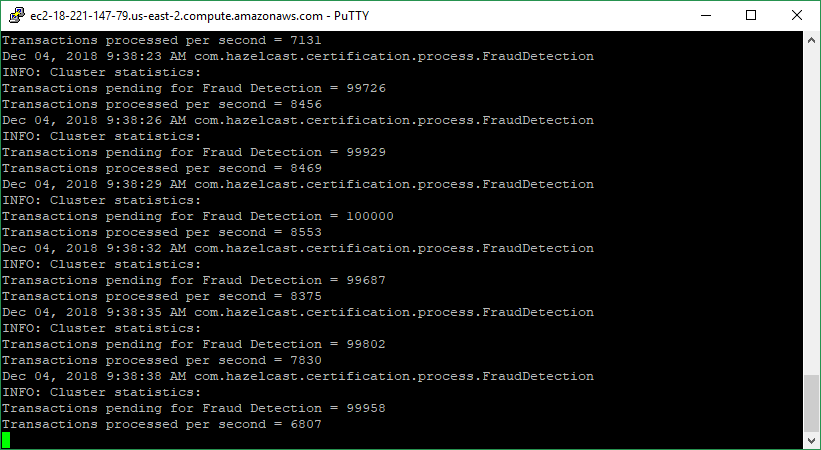 ec2-18-221-147-79.us-east-2.compute.amazonaws.com - PuTTY
Transactions processed per second = 7131
Dec 04, 2018 9:38:23 AM com.hazelcast.certification.process.FraudDetection
INFO: Cluster statistics:
Transactions pending for Fraud Detection = 99726
Transactions processed per second = 8456
Dec 04, 2018 9:38:26 AM com.hazelcast.certification.process.FraudDetection
INFO: Cluster statistics:
Transactions pending for Fraud Detection = 99929
Transactions processed per second = 8469
Dec 04, 2018 9:38:29 AM com.hazelcast.certification.process.FraudDetection
INFO: Cluster statistics:
Transactions pending for Fraud Detection = 100000
Transactions processed per second = 8553
Dec 04, 2018 9:38:32 AM com.hazelcast.certification.process.FraudDetection
INFO: Cluster statistics:
Transactions pending for Fraud Detection = 99687
Transactions processed per second = 8375
Dec 04, 2018 9:38:35 AM com.hazelcast.certification.process.FraudDetection
INFO: Cluster statistics:
Transactions pending for Fraud Detection = 99802
Transactions processed per second = 7830
Dec 04, 2018 9:38:38 AM com.hazelcast.certification.process.FraudDetection
INFO: Cluster statistics:
Transactions pending for Fraud Detection = 99958
Transactions processed per second = 6807